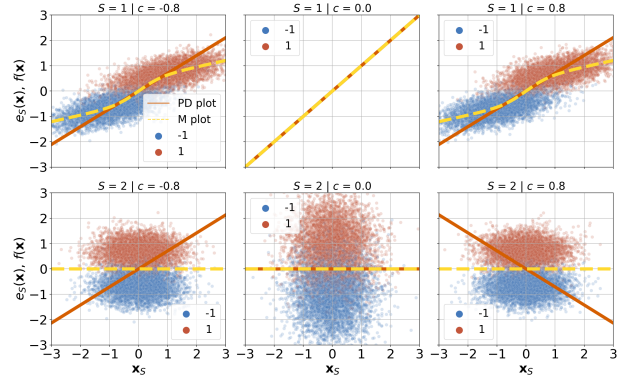 S = 1 | c = -0.8
S = 1 | c = 0.0
S = 1 | c = 0.8
3
2
1
0
−1
−2
−3
e_S(x), f(x)
PD plot
M plot
-1
1
-1
1
-1
1
S = 2 | c = -0.8
S = 2 | c = 0.0
S = 2 | c = 0.8
3
2
1
0
−1
−2
−3
e_S(x), f(x)
-1
1
-1
1
-1
1
−3 −2 −1 0 1 2 3
−3 −2 −1 0 1 2 3
−3 −2 −1 0 1 2 3
x_S
x_S
x_S